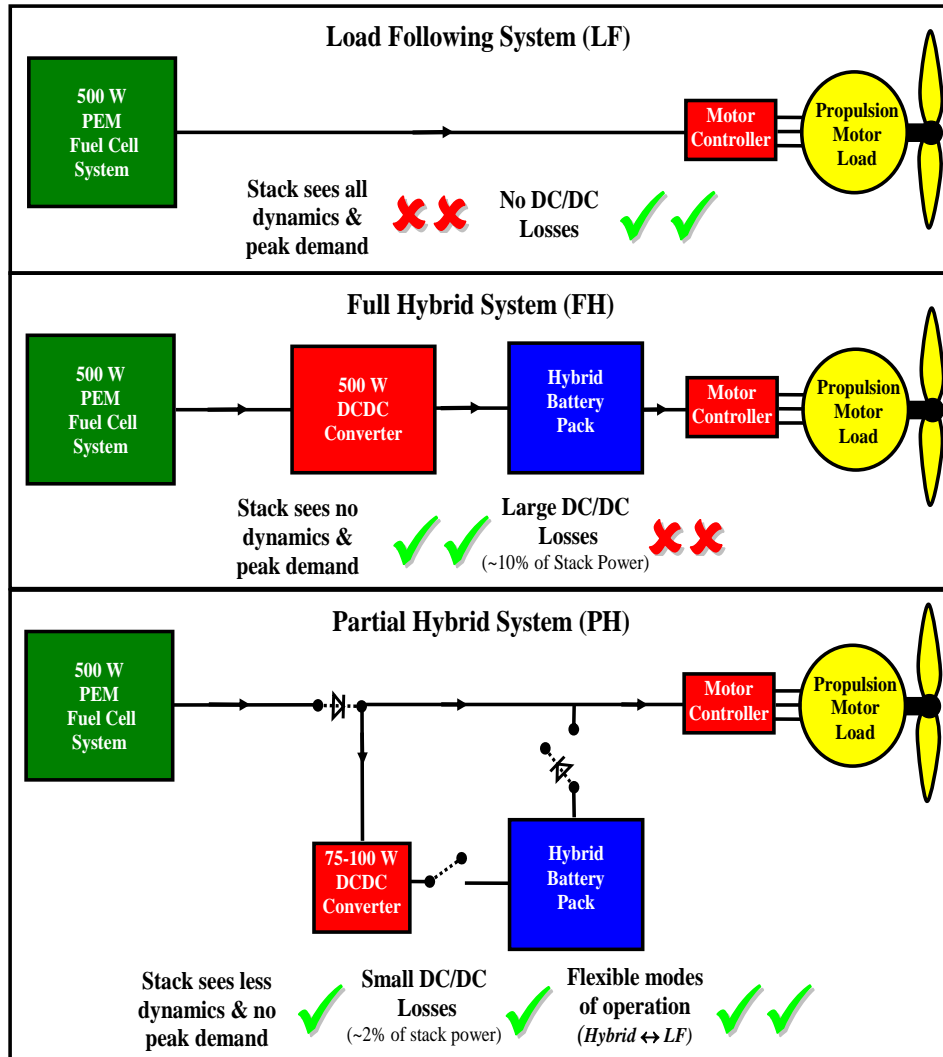 Load Following System (LF)
500 W
PEM
Fuel Cell
System
Motor
Controller
Propulsion
Motor
Load
Stack sees all
dynamics &
peak demand
No DC/DC
Losses
Full Hybrid System (FH)
500 W
PEM
Fuel Cell
System
500 W
DCDC
Converter
Hybrid
Battery
Pack
Motor
Controller
Propulsion
Motor
Load
Stack sees no
dynamics &
peak demand
Large DC/DC
Losses
(~10% of Stack Power)
Partial Hybrid System (PH)
500 W
PEM
Fuel Cell
System
Motor
Controller
Propulsion
Motor
Load
75-100 W
DCDC
Converter
Hybrid
Battery
Pack
Stack sees less
dynamics & no
peak demand
Small DC/DC
Losses
(~2% of stack power)
Flexible modes
of operation
(Hybrid ↔ LF)